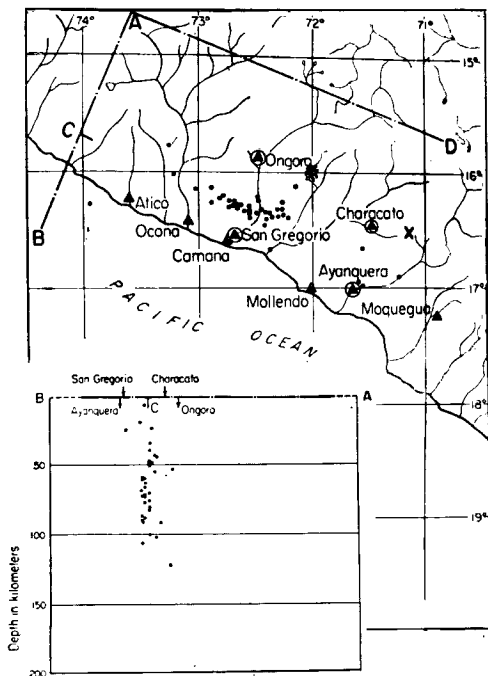 74° 73° 72° 71°
A
15°
C
D
Ongoro
16°
Atico
Characato
X
B
Ocona
San Gregorio
Camana
Ayanquera
PACIFIC OCEAN
Mollendo
17°
Moquegua
San Gregorio Characato
B A
Ayanquera C Ongoro
18°
50
100
19°
150
200
Depth in kilometers